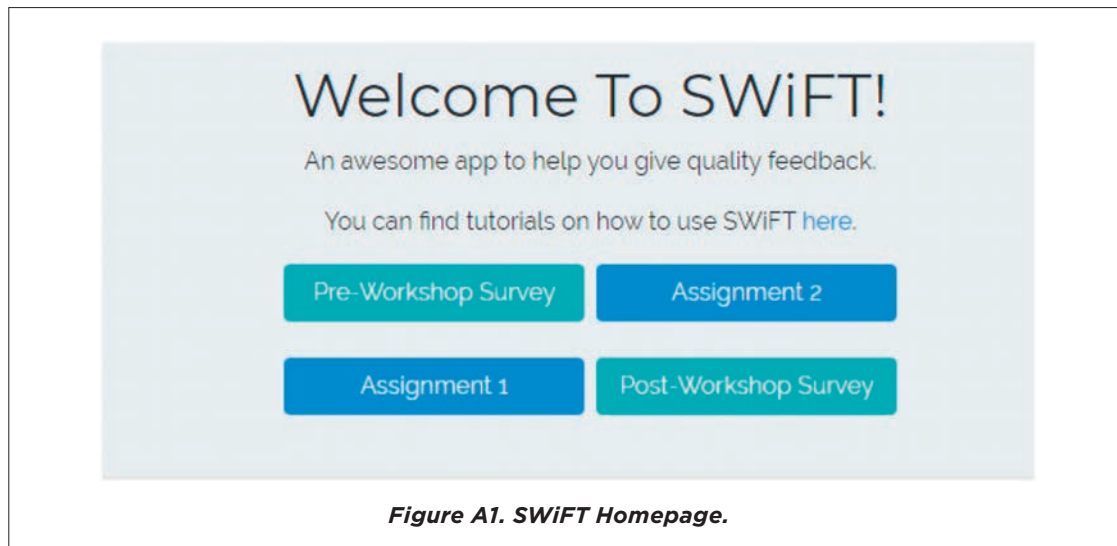 Welcome To SWiFT!
An awesome app to help you give quality feedback.
You can find tutorials on how to use SWiFT here.
Pre-Workshop Survey
Assignment 2
Assignment 1
Post-Workshop Survey
Figure A1. SWiFT Homepage.